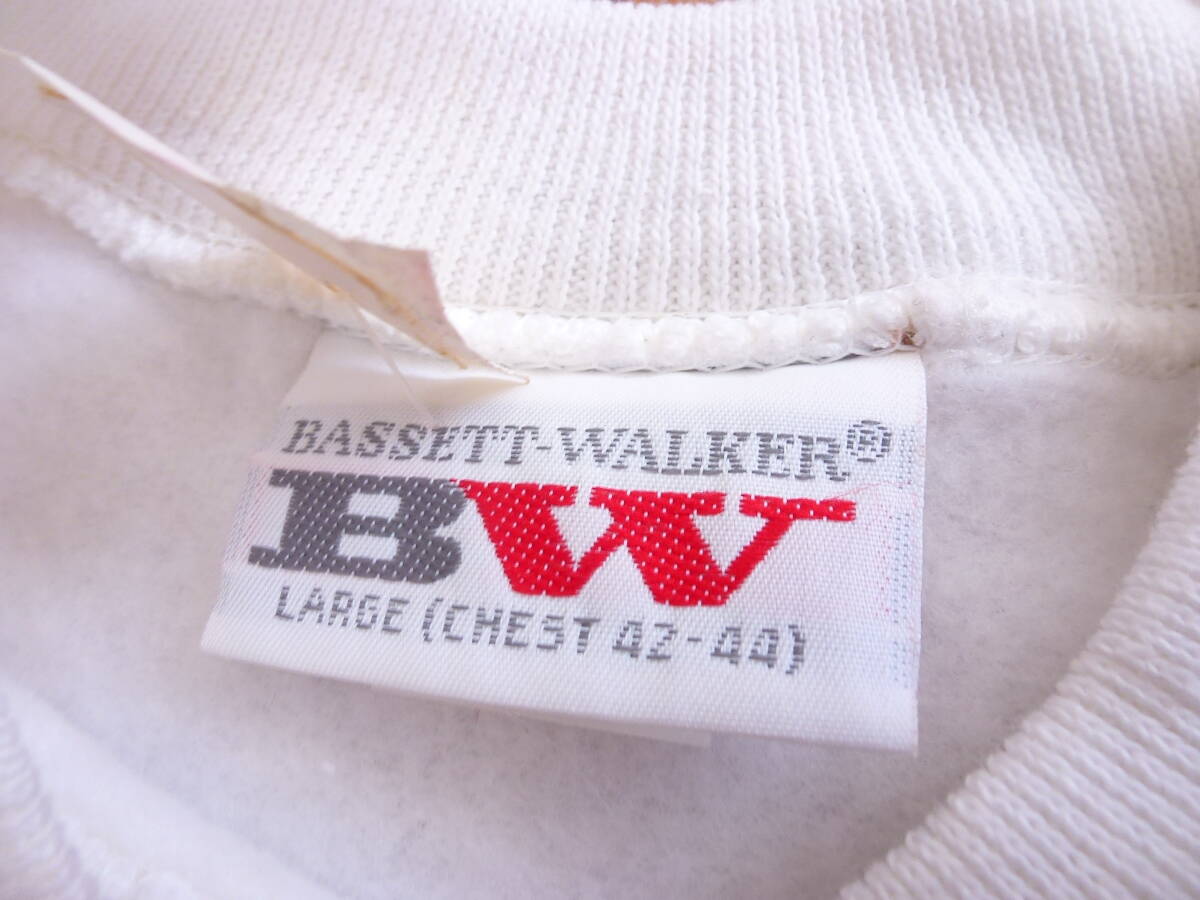 BASSETT-WALKER®
BW
LARGE (CHEST 42-44)